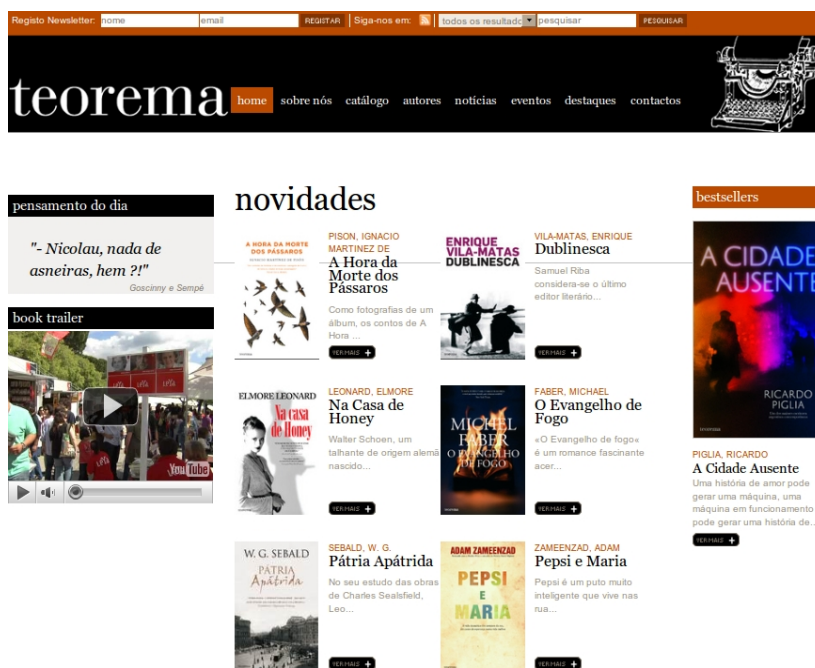 Registo Newsletter: nome email REGISTAR Siga-nos em: todos os resultado pesquisar PESQUISAR
teorema
home sobre nós catálogo autores notícias eventos destaques contactos
pensamento do dia
"- Nicolau, nada de
asneiras, hem ?!"
Goscinny e Sempé
book trailer
YouTube
novidades
A HORA DA MORTE
DOS PÁSSAROS
PISON, IGNACIO
MARTINEZ DE
A Hora da
Morte dos
Pássaros
Como fotografias de um
álbum, os contos de A
Hora ...
VER MAIS +
ENRIQUE
VILA-MATAS
DUBLINESCA
VILA-MATAS, ENRIQUE
Dublinesca
Samuel Riba
considera-se o último
editor literário...
VER MAIS +
ELMORE LEONARD
Na casa
de Honey
LEONARD, ELMORE
Na Casa de
Honey
Walter Schoen, um
talhante de origem alemã
nascido...
VER MAIS +
MICHEL
FABER
O EVANGELHO
DE FOGO
FABER, MICHAEL
O Evangelho de
Fogo
«O Evangelho de fogo«
é um romance fascinante
acer...
VER MAIS +
W. G. SEBALD
PÁTRIA
Apátrida
SEBALD, W. G.
Pátria Apátrida
No seu estudo das obras
de Charles Sealsfield,
Leo...
VER MAIS +
ADAM ZAMEENZAD
PEPSI
E
MARIA
ZAMEENZAD, ADAM
Pepsi e Maria
Pepsi é um puto muito
inteligente que vive nas
rua...
VER MAIS +
bestsellers
A CIDADE
AUSENTE
RICARDO
PIGLIA
PIGLIA, RICARDO
A Cidade Ausente
Uma história de amor pode
gerar uma máquina, uma
máquina em funcionamento
pode gerar uma história de...
VER MAIS +